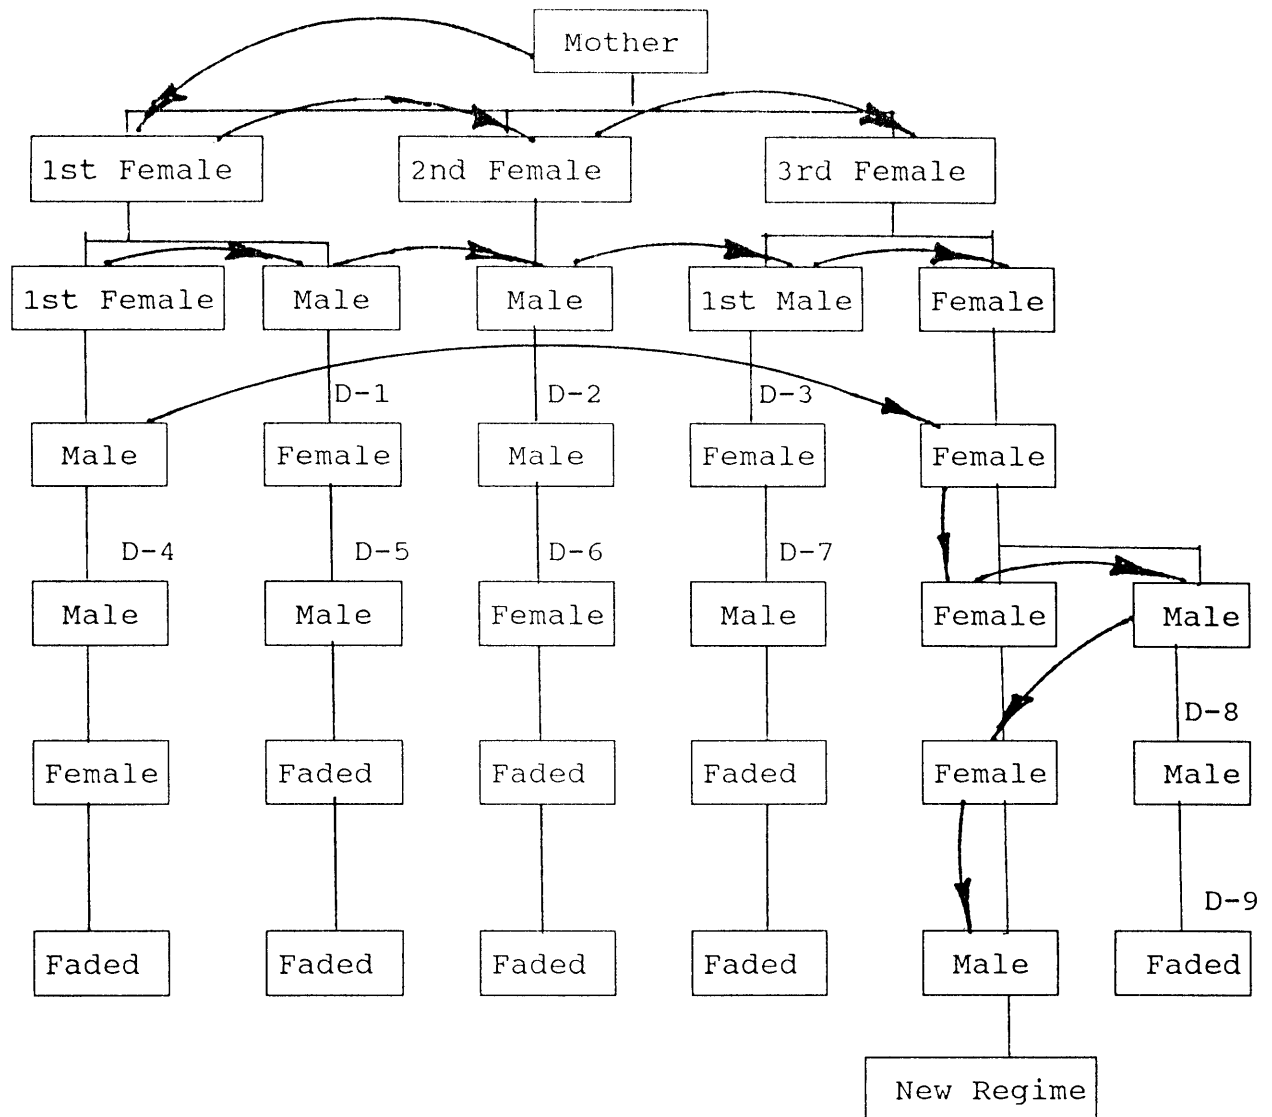 Mother
1st Female 2nd Female 3rd Female
1st Female Male Male 1st Male Female
D-1 D-2 D-3
Male Female Male Female Female
D-4 D-5 D-6 D-7
Male Male Female Male Female Male
D-8
Female Faded Faded Faded Female Male
D-9
Faded Faded Faded Faded Male Faded
New Regime